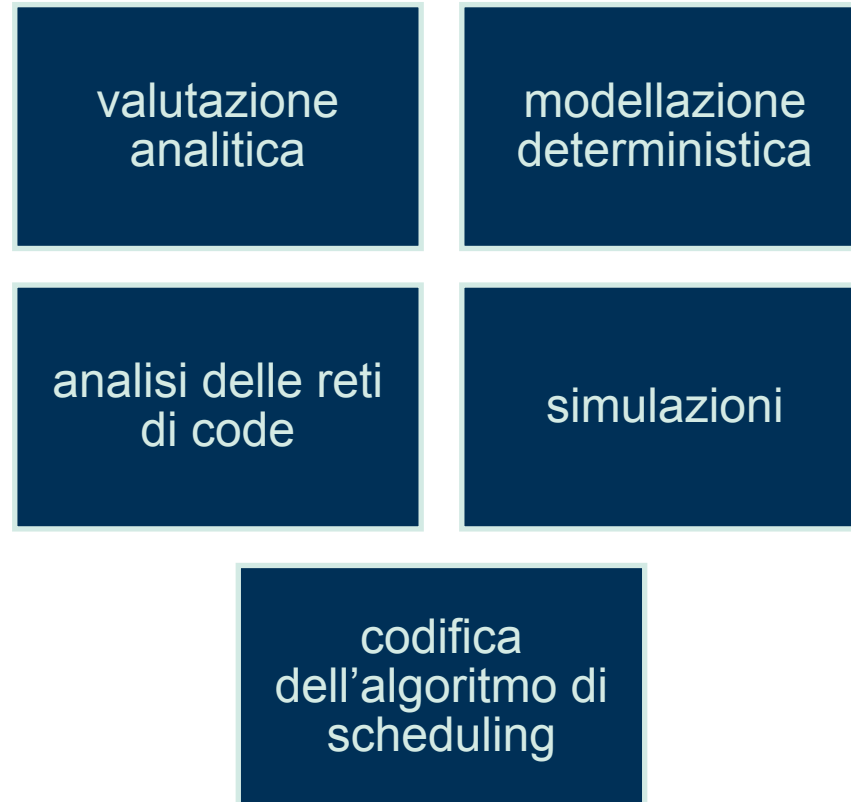 valutazione
analitica
modellazione
deterministica
analisi delle reti
di code
simulazioni
codifica
dell’algoritmo di
scheduling